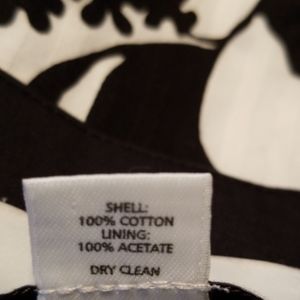 SHELL:
100% COTTON
LINING:
100% ACETATE
DRY CLEAN